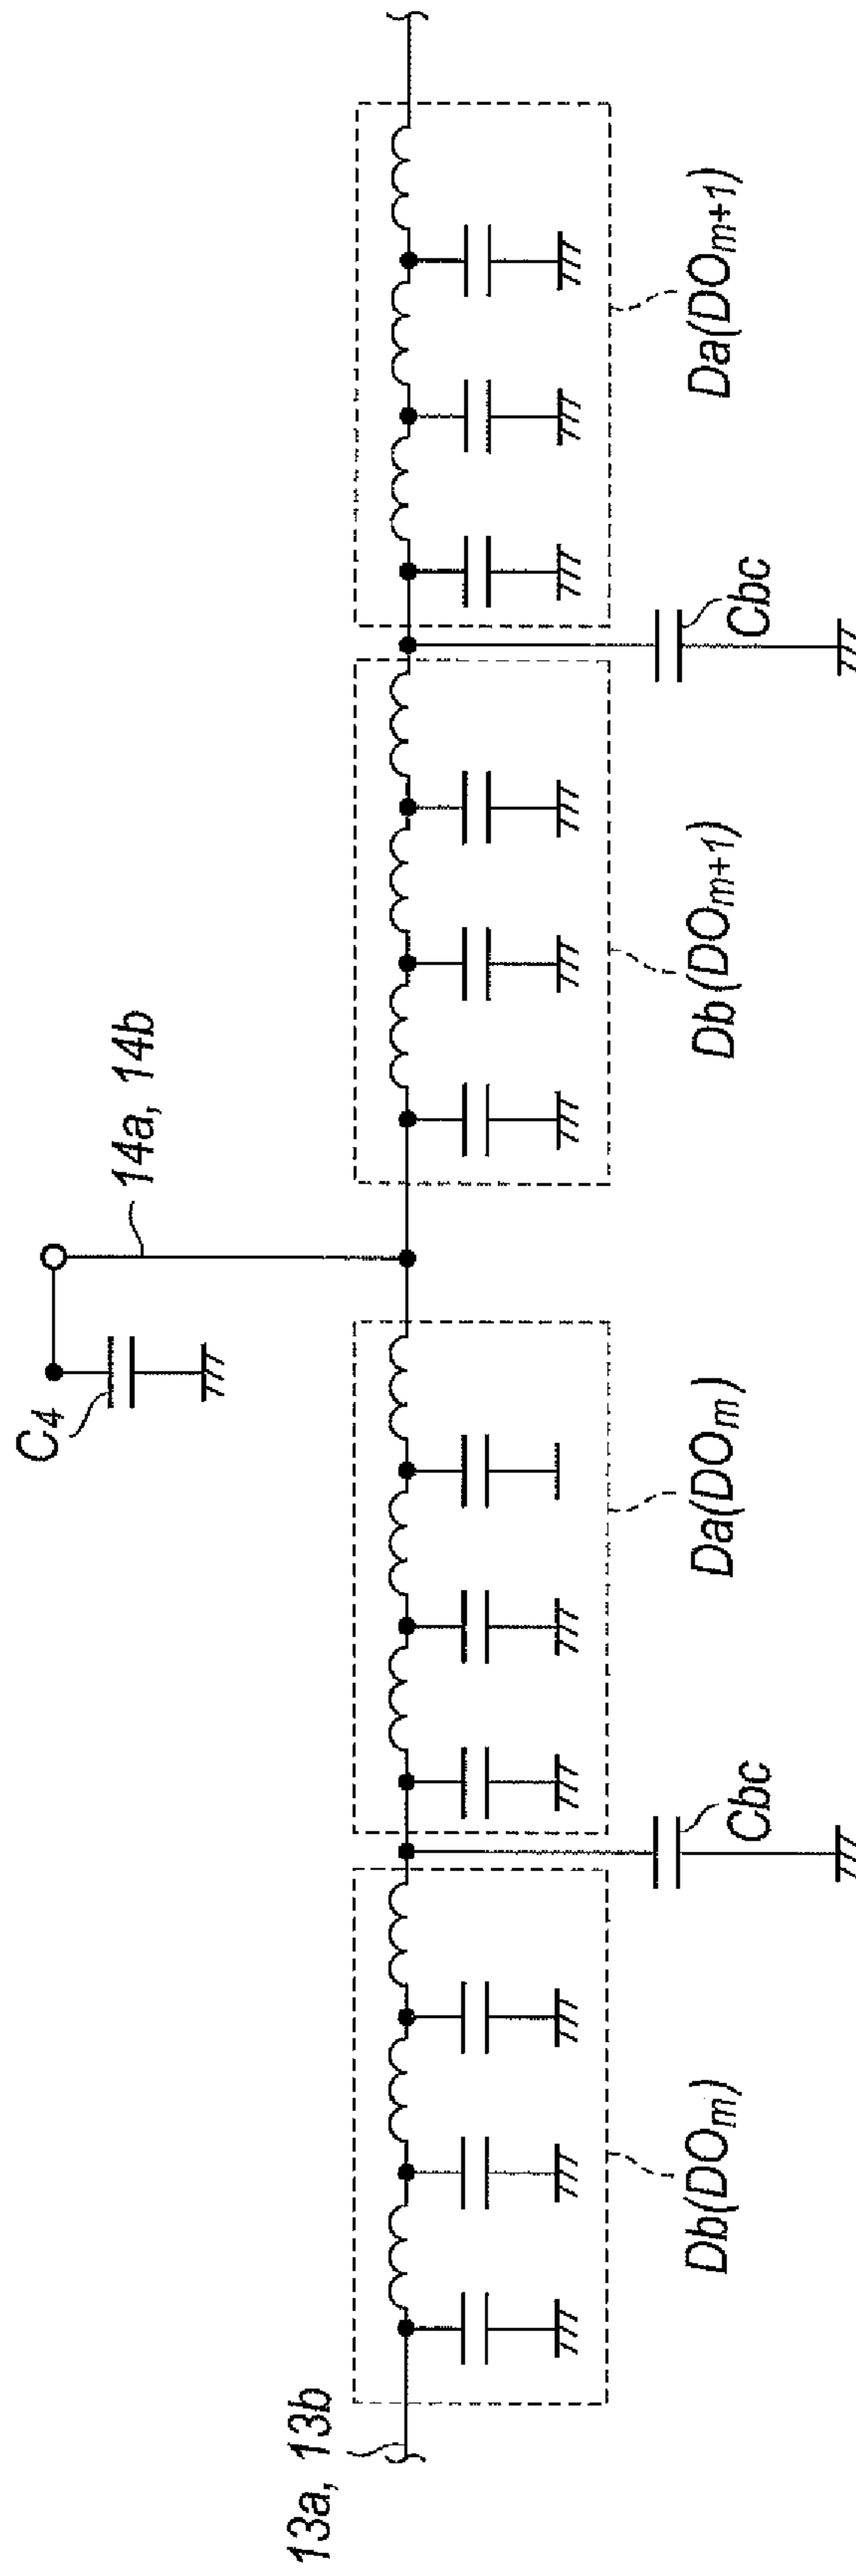 14a, 14b
C4
13a, 13b
Db(DOm)
Cbc
Da(DOm)
Db(DOm+1)
Cbc
Da(DOm+1)